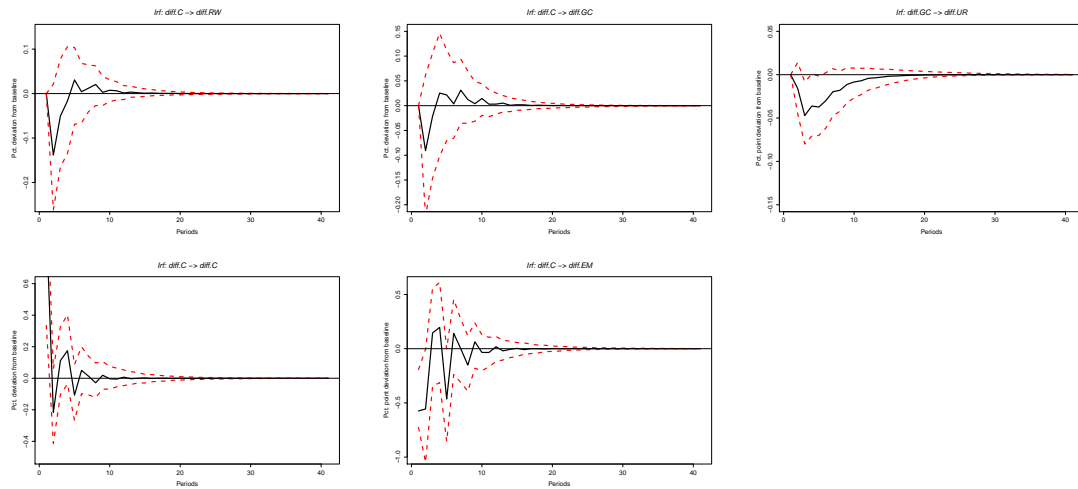 Irf: diff.C −> diff.RW
Pct. deviation from baseline
0.1
0.0
−0.1
−0.2
0 10 20 30 40
Periods
Irf: diff.C −> diff.GC
Pct. deviation from baseline
0.15
0.10
0.05
0.00
−0.05
−0.10
−0.15
−0.20
0 10 20 30 40
Periods
Irf: diff.GC −> diff.UR
Pct. point deviation from baseline
0.05
0.00
−0.05
−0.10
−0.15
0 10 20 30 40
Periods
Irf: diff.C −> diff.C
Pct. deviation from baseline
0.6
0.4
0.2
0.0
−0.2
−0.4
0 10 20 30 40
Periods
Irf: diff.C −> diff.EM
Pct. point deviation from baseline
0.5
0.0
−0.5
−1.0
0 10 20 30 40
Periods